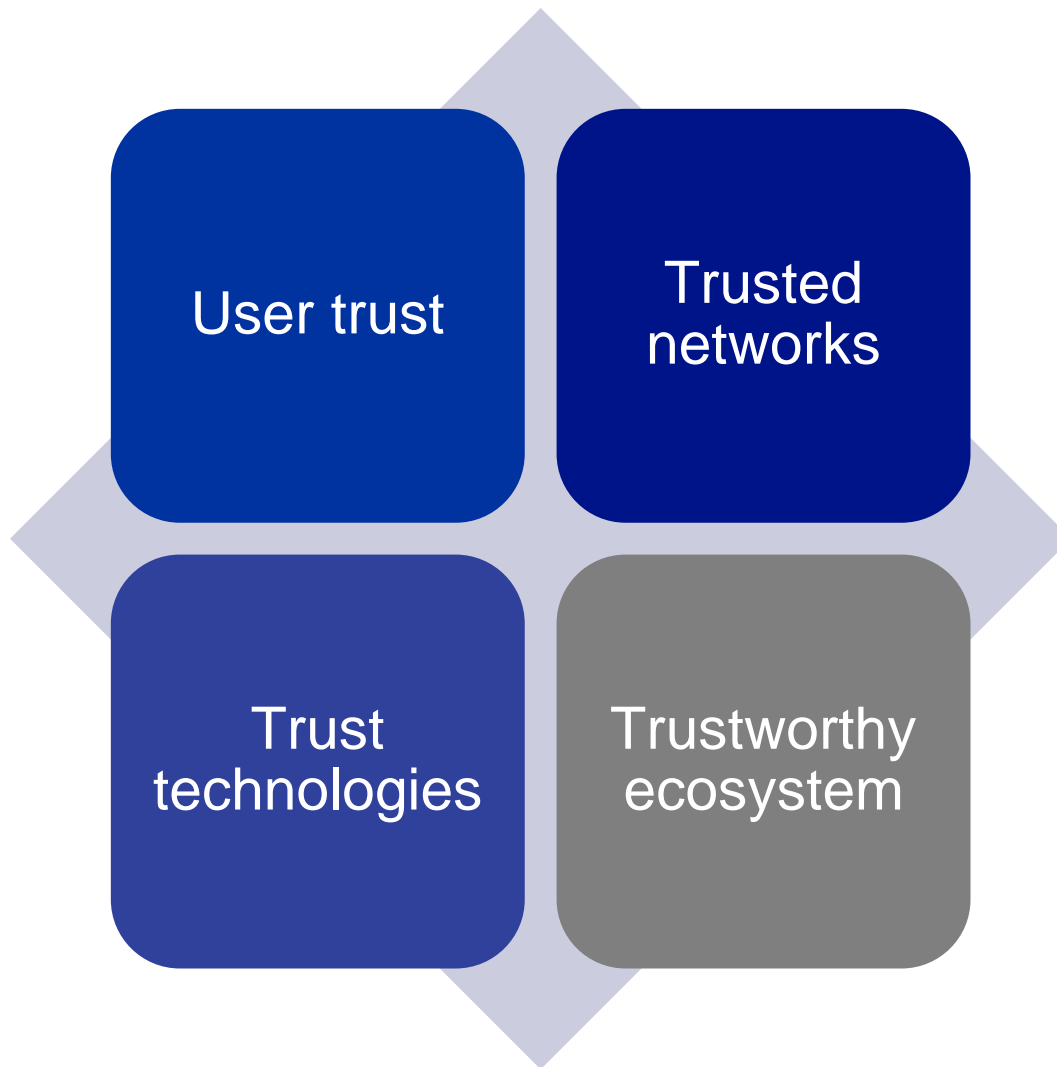 User trust
Trusted
networks
Trust
technologies
Trustworthy
ecosystem